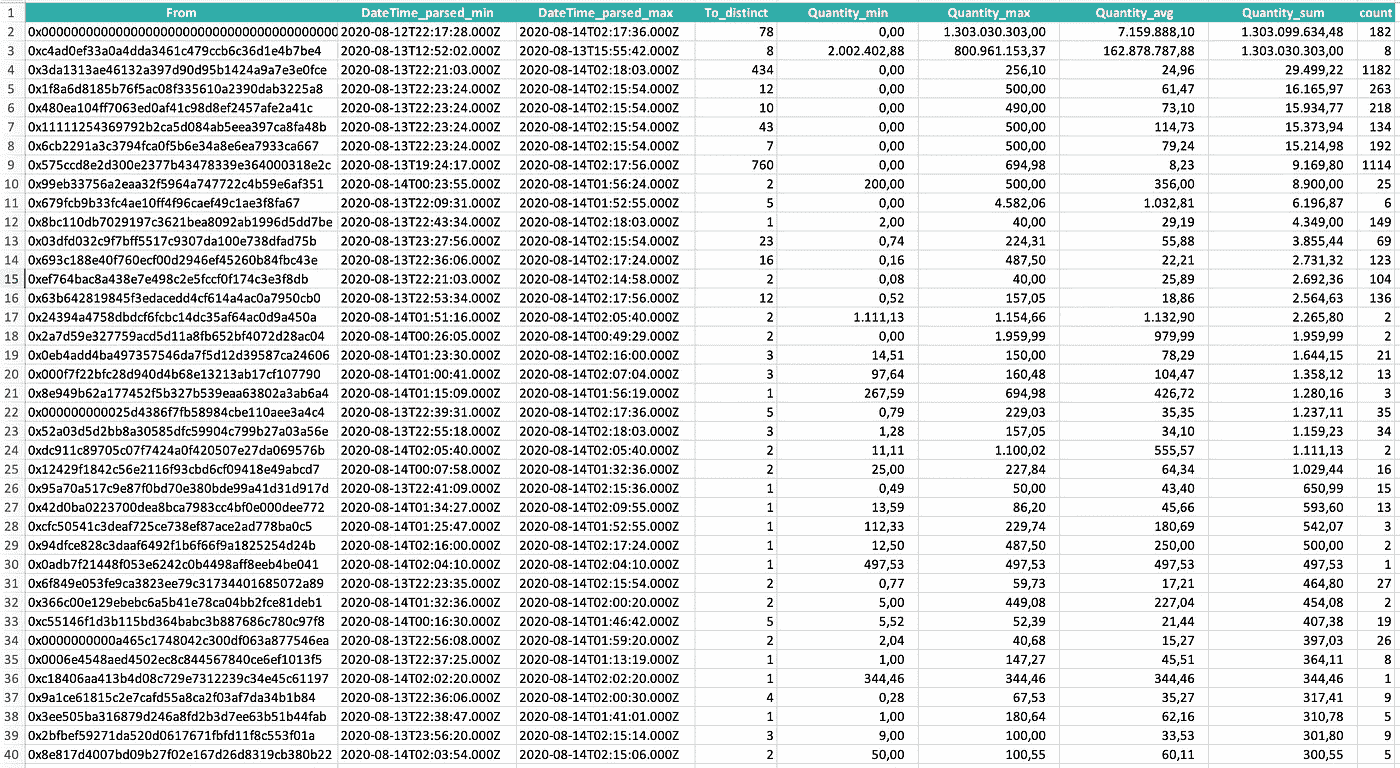 1 From DateTime_parsed_min DateTime_parsed_max To_distinct Quantity_min Quantity_max Quantity_avg Quantity_sum count
2 0x00000000000000000000000000000000000000 2020-08-12T22:17:28.000Z 2020-08-14T02:17:36.000Z 78 0,00 1.303.030.303,00 7.159.888,10 1.303.099.634,48 182
3 0xc4ad0ef33a0a4dda3461c479ccb6c36d1e4b7be4 2020-08-13T12:52:02.000Z 2020-08-13T15:55:42.000Z 8 2.002.402,88 800.961.153,37 162.878.787,88 1.303.030.303,00 8
4 0x3da1313ae46132a397d90d95b1424a9a7e3e0fce 2020-08-13T22:21:03.000Z 2020-08-14T02:18:03.000Z 434 0,00 256,10 24,96 29.499,22 1182
5 0x1f8a6d8185b76f5ac08f335610a2390dab3225a8 2020-08-13T22:23:24.000Z 2020-08-14T02:15:54.000Z 12 0,00 500,00 61,47 16.165,97 263
6 0x480ea104ff7063ed0af41c98d8ef2457afe2a41c 2020-08-13T22:23:24.000Z 2020-08-14T02:15:54.000Z 10 0,00 490,00 73,10 15.934,77 218
7 0x11111254369792b2ca5d084ab5eea397ca8fa48b 2020-08-13T22:23:24.000Z 2020-08-14T02:15:54.000Z 43 0,00 500,00 114,73 15.373,94 134
8 0x6cb2291a3c3794fca0f5b6e34a8e6ea7933ca667 2020-08-13T22:23:24.000Z 2020-08-14T02:15:54.000Z 7 0,00 500,00 79,24 15.214,98 192
9 0x575ccd8e2d300e2377b43478339e364000318e2c 2020-08-13T19:24:17.000Z 2020-08-14T02:17:56.000Z 760 0,00 694,98 8,23 9.169,80 1114
10 0x99eb33756a2eaa32f5964a747722c4b59e6af351 2020-08-14T00:23:55.000Z 2020-08-14T01:56:24.000Z 2 200,00 500,00 356,00 8.900,00 25
11 0x679fcb9b33fc4ae10ff4f96caef49c1ae3f8fa67 2020-08-13T22:09:31.000Z 2020-08-14T01:52:55.000Z 5 0,00 4.582,06 1.032,81 6.196,87 6
12 0x8bc110db7029197c3621bea8092ab1996d5dd7be 2020-08-13T22:43:34.000Z 2020-08-14T02:18:03.000Z 1 2,00 40,00 29,19 4.349,00 149
13 0x03dfd032c9f7bff5517c9307da100e738dfad75b 2020-08-13T23:27:56.000Z 2020-08-14T02:15:54.000Z 23 0,74 224,31 55,88 3.855,44 69
14 0x693c188e40f760ecf00d2946ef45260b84fbc43e 2020-08-13T22:36:06.000Z 2020-08-14T02:17:24.000Z 16 0,16 487,50 22,21 2.731,32 123
15 0xef764bac8a438e7e498c2e5fccf0f174c3e3f8db 2020-08-13T22:21:03.000Z 2020-08-14T02:14:58.000Z 2 0,08 40,00 25,89 2.692,36 104
16 0x63b642819845f3edacedd4cf614a4ac0a7950cb0 2020-08-13T22:53:34.000Z 2020-08-14T02:17:56.000Z 12 0,52 157,05 18,86 2.564,63 136
17 0x24394a4758dbdcf6fcbc14dc35af64ac0d9a450a 2020-08-14T01:51:16.000Z 2020-08-14T02:05:40.000Z 2 1.111,13 1.154,66 1.132,90 2.265,80 2
18 0x2a7d59e327759acd5d11a8fb652bf4072d28ac04 2020-08-14T00:26:05.000Z 2020-08-14T00:49:29.000Z 2 0,00 1.959,99 979,99 1.959,99 2
19 0x0eb4add4ba497357546da7f5d12d39587ca24606 2020-08-14T01:23:30.000Z 2020-08-14T02:16:00.000Z 3 14,51 150,00 78,29 1.644,15 21
20 0x000f7f22bfc28d940d4b68e13213ab17cf107790 2020-08-14T01:00:41.000Z 2020-08-14T02:07:04.000Z 3 97,64 160,48 104,47 1.358,12 13
21 0x8e949b62a177452f5b327b539eaa63802a3ab6a4 2020-08-14T01:15:09.000Z 2020-08-14T01:56:19.000Z 1 267,59 694,98 426,72 1.280,16 3
22 0x000000000025d4386f7fb58984cbe110aee3a4c4 2020-08-13T22:39:31.000Z 2020-08-14T02:17:36.000Z 5 0,79 229,03 35,35 1.237,11 35
23 0x52a03d5d2bb8a30585dfc59904c799b27a03a56e 2020-08-13T22:55:18.000Z 2020-08-14T02:18:03.000Z 3 1,28 157,05 34,10 1.159,23 34
24 0xdc911c89705c07f7424a0f420507e27da069576b 2020-08-14T02:05:40.000Z 2020-08-14T02:05:40.000Z 2 11,11 1.100,02 555,57 1.111,13 2
25 0x12429f1842c56e2116f93cbd6cf09418e49abcd7 2020-08-14T00:07:58.000Z 2020-08-14T01:32:36.000Z 2 25,00 227,84 64,34 1.029,44 16
26 0x95a70a517c9e87f0bd70e380bde99a41d31d917d 2020-08-13T22:41:09.000Z 2020-08-14T02:15:36.000Z 1 0,49 50,00 43,40 650,99 15
27 0x42d0ba0223700dea8bca7983cc4bf0e000dee772 2020-08-14T01:34:27.000Z 2020-08-14T02:09:55.000Z 1 13,59 86,20 45,66 593,60 13
28 0xcfc50541c3deaf725ce738ef87ace2ad778ba0c5 2020-08-14T01:25:47.000Z 2020-08-14T01:52:55.000Z 1 112,33 229,74 180,69 542,07 3
29 0x94dfce828c3daaf6492f1b6f66f9a1825254d24b 2020-08-14T02:16:00.000Z 2020-08-14T02:17:24.000Z 1 12,50 487,50 250,00 500,00 2
30 0x0adb7f21448f053e6242c0b4498aff8eeb4be041 2020-08-14T02:04:10.000Z 2020-08-14T02:04:10.000Z 1 497,53 497,53 497,53 497,53 1
31 0x6f849e053fe9ca3823ee79c31734401685072a89 2020-08-13T22:23:35.000Z 2020-08-14T02:15:54.000Z 2 0,77 59,73 17,21 464,80 27
32 0x366c00e129ebebc6a5b41e78ca04bb2fce81deb1 2020-08-14T01:32:36.000Z 2020-08-14T02:00:20.000Z 2 5,00 449,08 227,04 454,08 2
33 0xc55146f1d3b115bd364babc3b887686c780c97f8 2020-08-14T00:16:30.000Z 2020-08-14T01:46:42.000Z 5 5,52 52,39 21,44 407,38 19
34 0x0000000000a465c1748042c300df063a877546ea 2020-08-13T22:56:08.000Z 2020-08-14T01:59:20.000Z 2 2,04 40,68 15,27 397,03 26
35 0x0006e4548aed4502ec8c844567840ce6ef1013f5 2020-08-13T22:37:25.000Z 2020-08-14T01:13:19.000Z 1 1,00 147,27 45,51 364,11 8
36 0xc18406aa413b4d08c729e7312239c34e45c61197 2020-08-14T02:02:20.000Z 2020-08-14T02:02:20.000Z 1 344,46 344,46 344,46 344,46 1
37 0x9a1ce61815c2e7cafd55a8ca2f03af7da34b1b84 2020-08-13T22:36:06.000Z 2020-08-14T02:00:30.000Z 4 0,28 67,53 35,27 317,41 9
38 0x3ee505ba316879d246a8fd2b3d7ee63b51b44fab 2020-08-13T22:38:47.000Z 2020-08-14T01:41:01.000Z 1 1,00 180,64 62,16 310,78 5
39 0x2bfbef59271da520d0617671fbfd11f8c553f01a 2020-08-13T23:56:20.000Z 2020-08-14T02:15:14.000Z 3 9,00 100,00 33,53 301,80 9
40 0x8e817d4007bd09b27f02e167d26d8319cb380b22 2020-08-14T02:03:54.000Z 2020-08-14T02:15:06.000Z 2 50,00 100,55 60,11 300,55 5